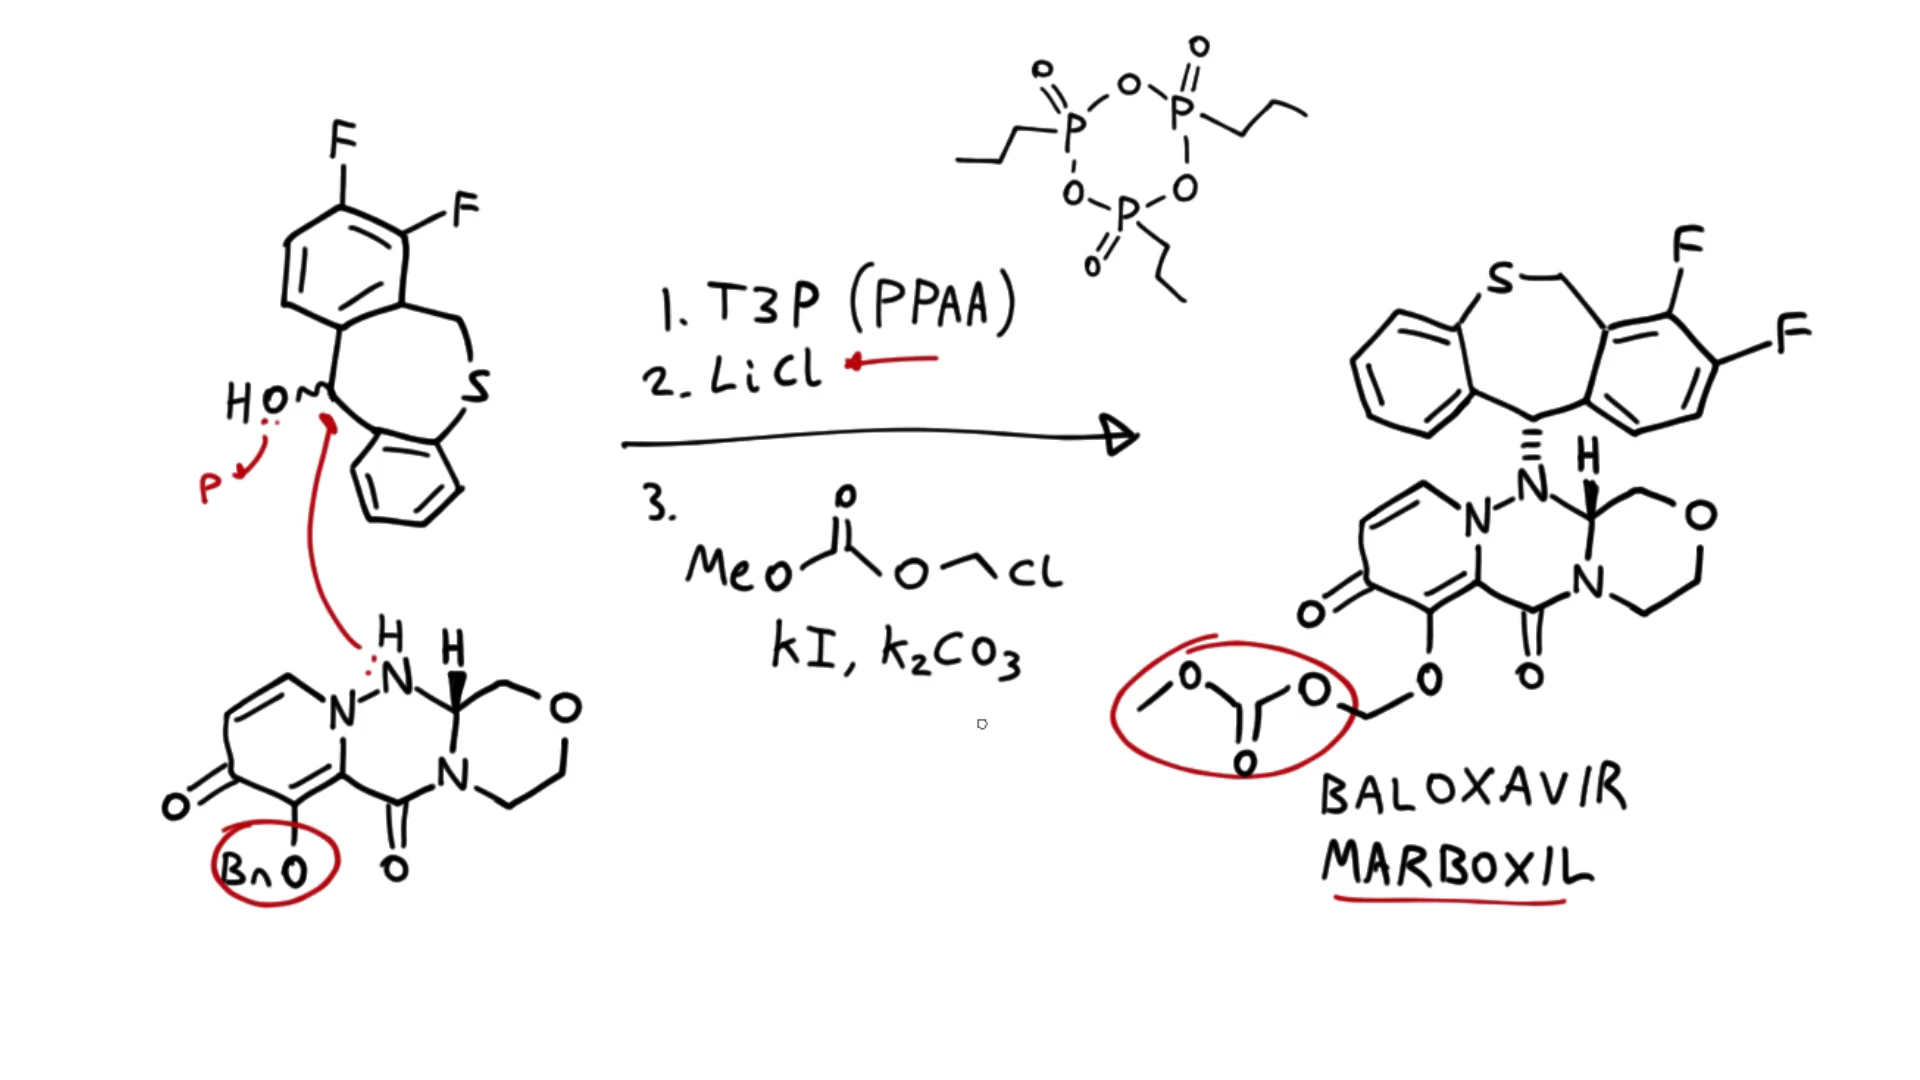 O
O
O
P
P
O
O
P
O
F
F
HO
S
P
1. T3P (PPAA)
2. LiCl
3.
O
MeO
O
Cl
KI, K2CO3
H
H
N
N
O
N
O
BnO
O
F
F
S
H
N
N
O
N
O
O
O
O
O
O
BALOXAVIR
MARBOXIL